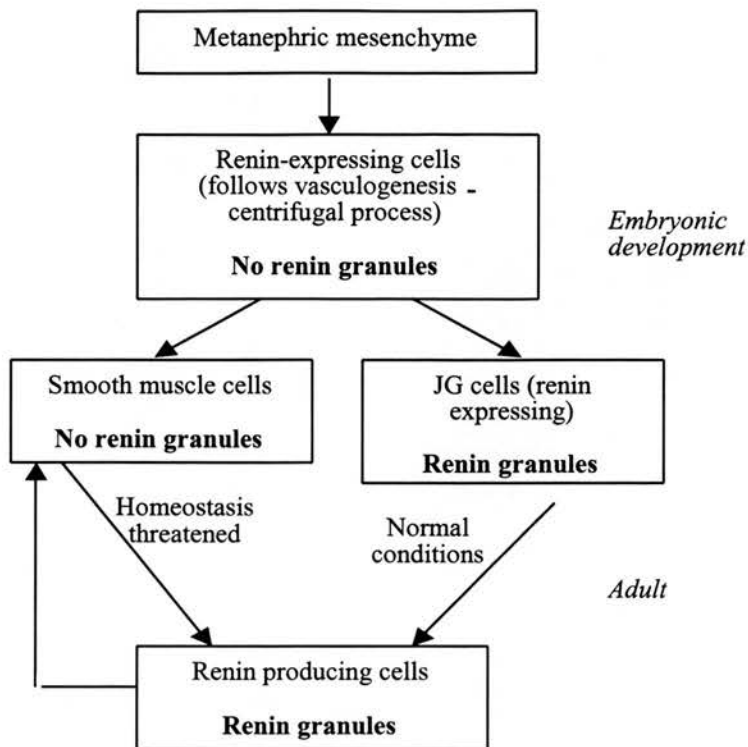 Metanephric mesenchyme
Renin-expressing cells
(follows vasculogenesis -
centrifugal process)
No renin granules
Embryonic
development
Smooth muscle cells
No renin granules
JG cells (renin
expressing)
Renin granules
Homeostasis
threatened
Normal
conditions
Adult
Renin producing cells
Renin granules